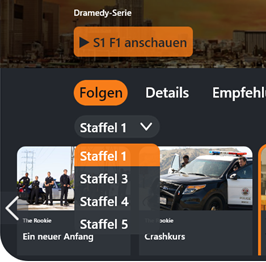 Dramedy-Serie
▶ S1 F1 anschauen
Folgen Details Empfehl
Staffel 1
Staffel 1
Staffel 3
Staffel 4
Staffel 5
The Rookie
Ein neuer Anfang
The Rookie
Crashkurs